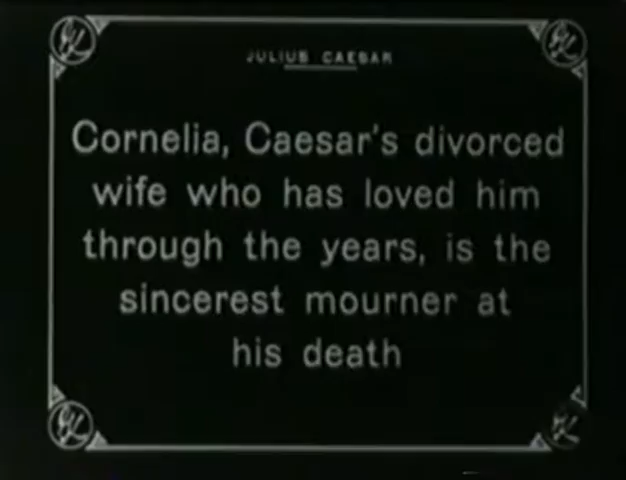 JULIUS CAESAR
Cornelia, Caesar's divorced
wife who has loved him
through the years, is the
sincerest mourner at
his death